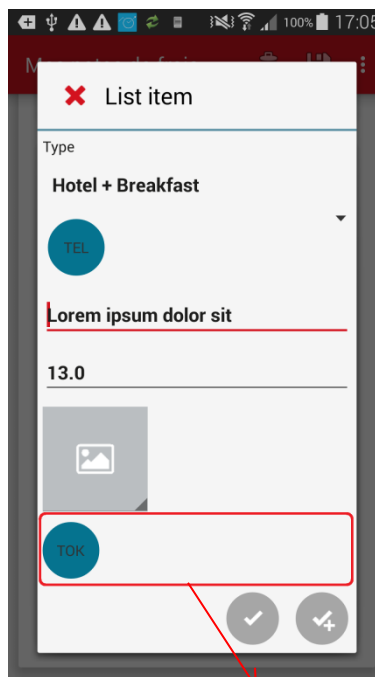 100% 17:05
List item
Type
Hotel + Breakfast
TEL
Lorem ipsum dolor sit
13.0
TOK